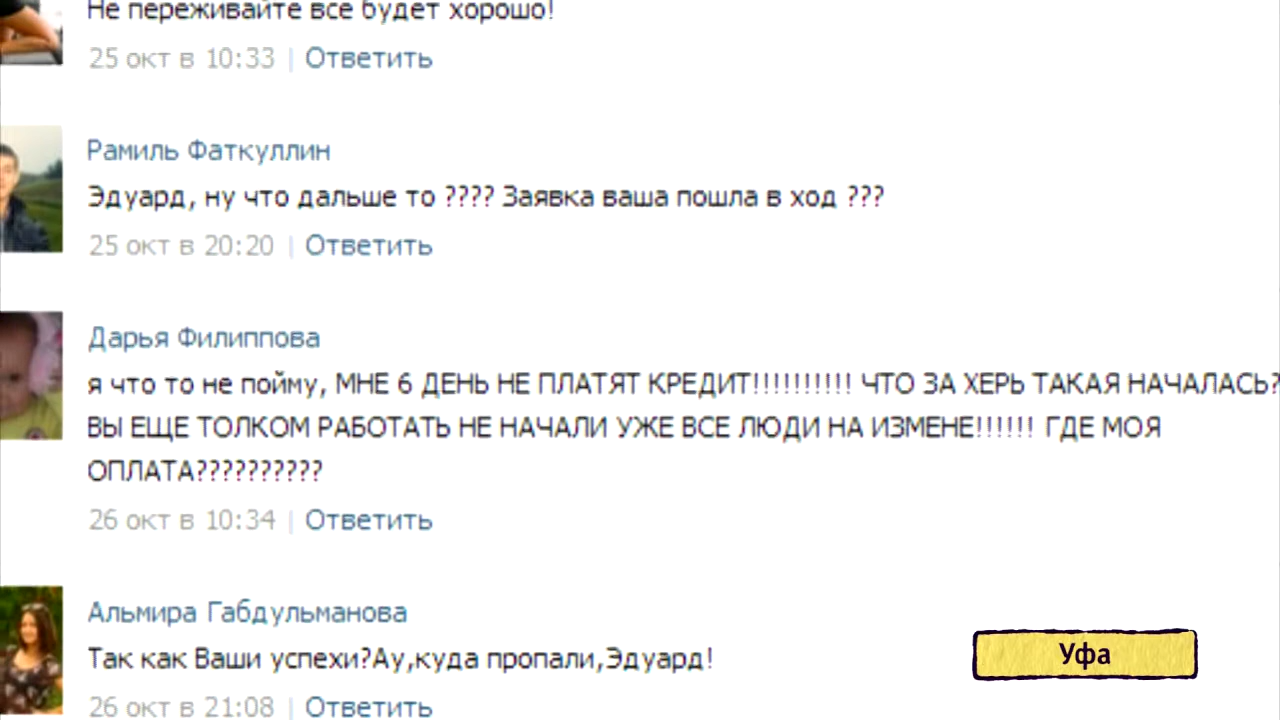 Не переживайте все будет хорошо!
25 окт в 10:33 | Ответить
Рамиль Фаткуллин
Эдуард, ну что дальше то ???? Заявка ваша пошла в ход ???
25 окт в 20:20 | Ответить
Дарья Филиппова
я что то не пойму, МНЕ 6 ДЕНЬ НЕ ПЛАТЯТ КРЕДИТ!!!!!!!!!! ЧТО ЗА ХЕРЬ ТАКАЯ НАЧАЛАСЬ?
ВЫ ЕЩЕ ТОЛКОМ РАБОТАТЬ НЕ НАЧАЛИ УЖЕ ВСЕ ЛЮДИ НА ИЗМЕНЕ!!!!!! ГДЕ МОЯ
ОПЛАТА??????????
26 окт в 10:34 | Ответить
Альмира Габдульманова
Так как Ваши успехи?Ау,куда пропали,Эдуард!
Уфа
26 окт в 21:08 | Ответить